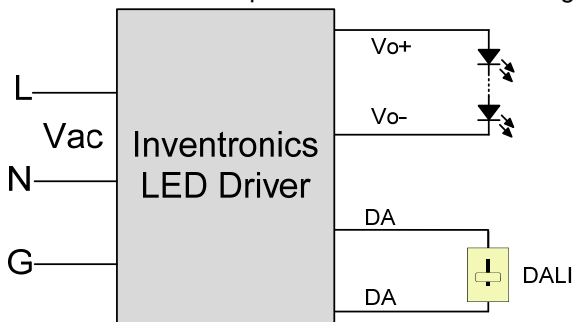 L
Vac
N
G
Inventronics
LED Driver
Vo+
Vo-
DA
DA
DALI